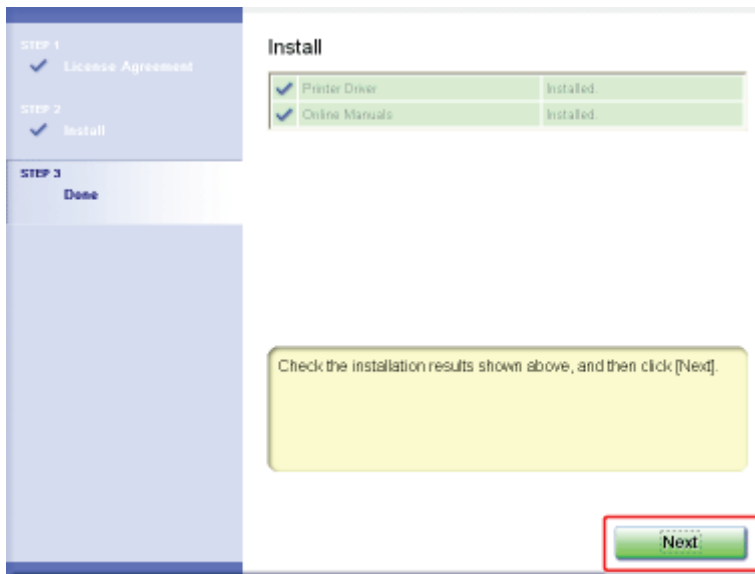 STEP 1
License Agreement
STEP 2
Install
STEP 3
Done
Install
Printer Driver Installed.
Online Manuals Installed.
Check the installation results shown above, and then click [Next].
Next